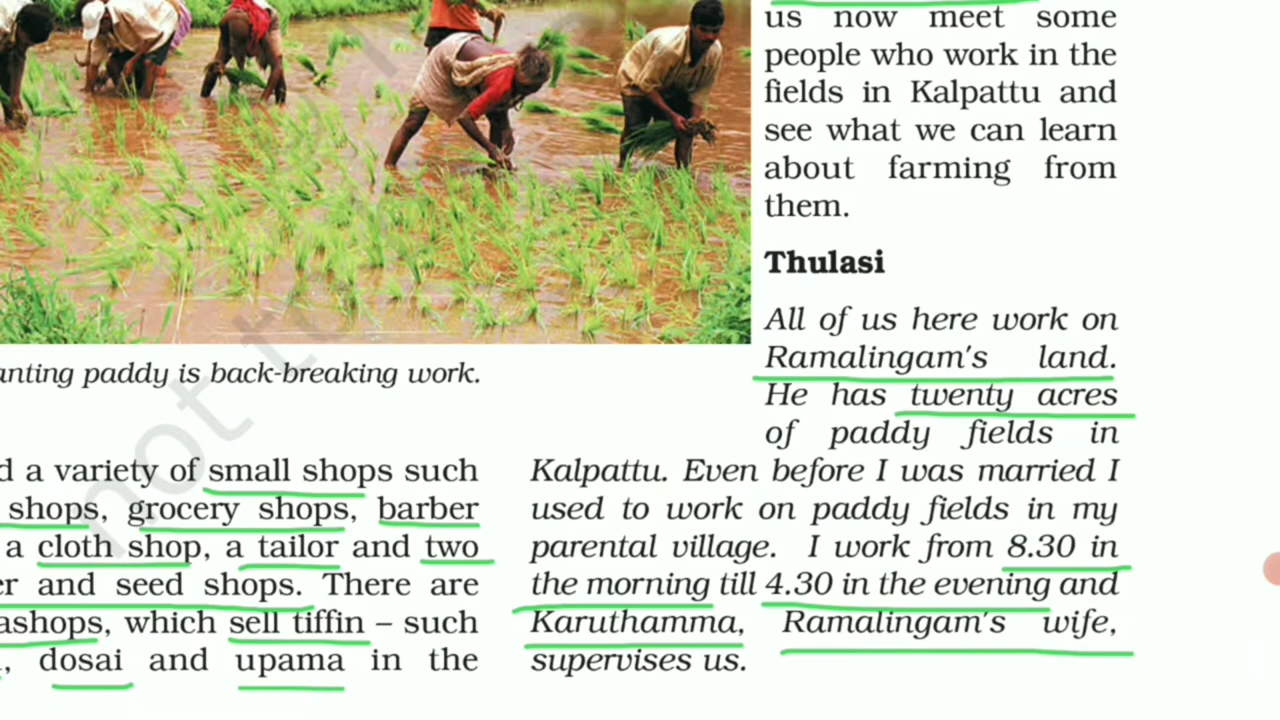 us now meet some
people who work in the
fields in Kalpattu and
see what we can learn
about farming from
them.
Thulasi
All of us here work on
Ramalingam's land.
He has twenty acres
of paddy fields in
Kalpattu. Even before I was married I
used to work on paddy fields in my
parental village. I work from 8.30 in
the morning till 4.30 in the evening and
Karuthamma, Ramalingam's wife,
supervises us.
anting paddy is back-breaking work.
d a variety of small shops such
shops, grocery shops, barber
a cloth shop, a tailor and two
er and seed shops. There are
ashops, which sell tiffin – such
, dosai and upama in the
not